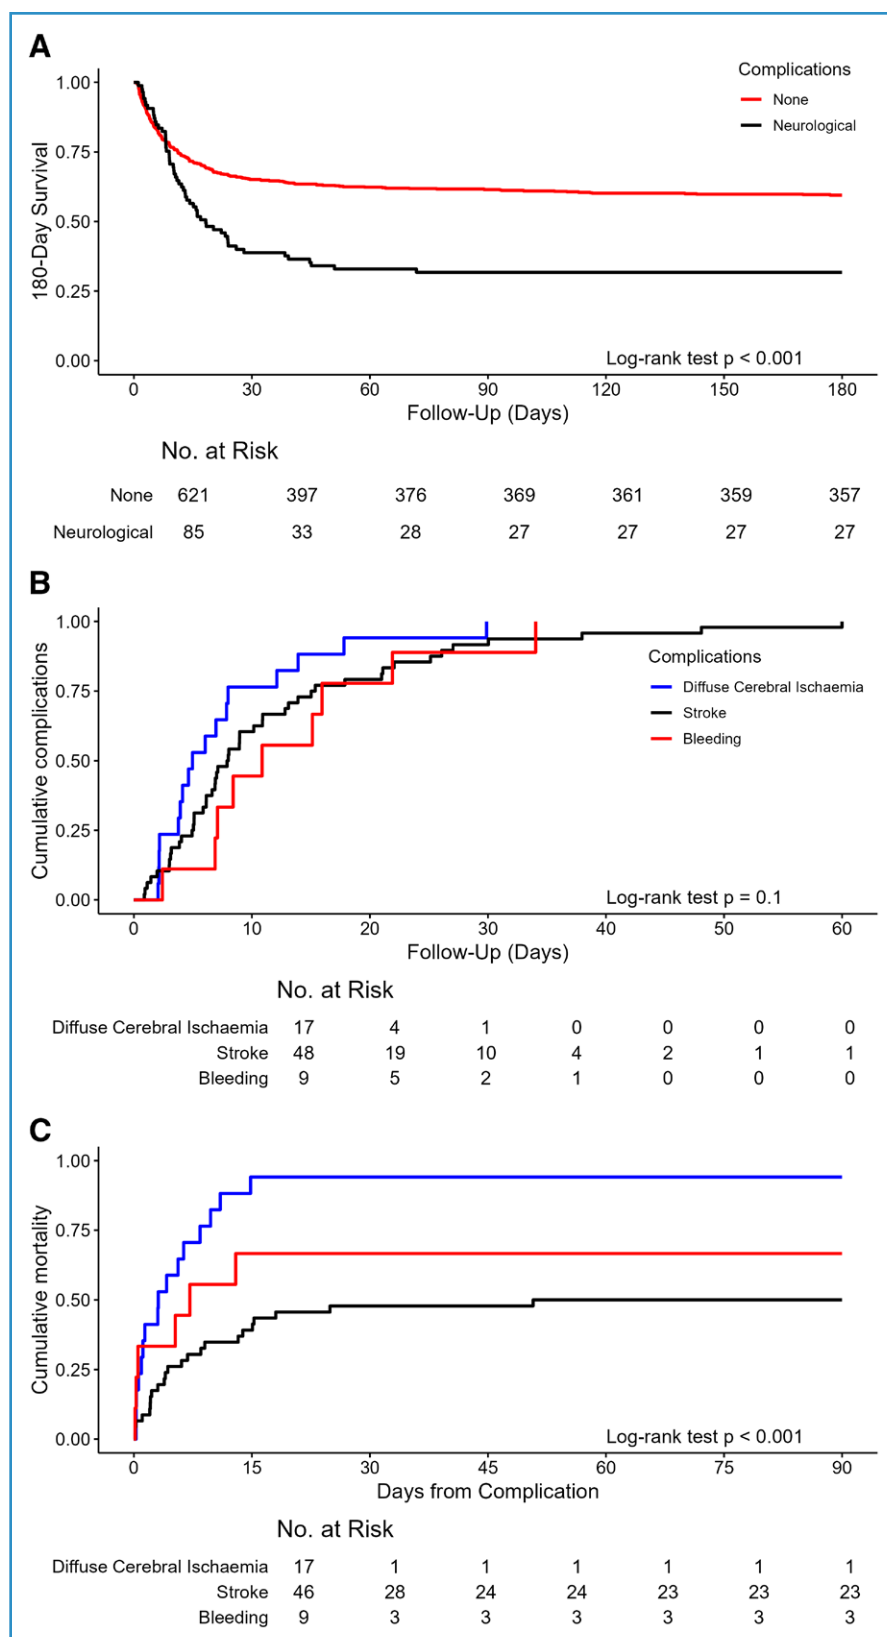 A
Complications
None
Neurological
180-Day Survival
1.00
0.75
0.50
0.25
0.00
Log-rank test p < 0.001
0 30 60 90 120 150 180
Follow-Up (Days)
No. at Risk
None 621 397 376 369 361 359 357
Neurological 85 33 28 27 27 27 27
B
Cumulative complications
1.00
0.75
0.50
0.25
0.00
Complications
Diffuse Cerebral Ischaemia
Stroke
Bleeding
Log-rank test p = 0.1
0 10 20 30 40 50 60
Follow-Up (Days)
No. at Risk
Diffuse Cerebral Ischaemia 17 4 1 0 0 0 0
Stroke 48 19 10 4 2 1 1
Bleeding 9 5 2 1 0 0 0
C
Cumulative mortality
1.00
0.75
0.50
0.25
0.00
Log-rank test p < 0.001
0 15 30 45 60 75 90
Days from Complication
No. at Risk
Diffuse Cerebral Ischaemia 17 1 1 1 1 1 1
Stroke 46 28 24 24 23 23 23
Bleeding 9 3 3 3 3 3 3